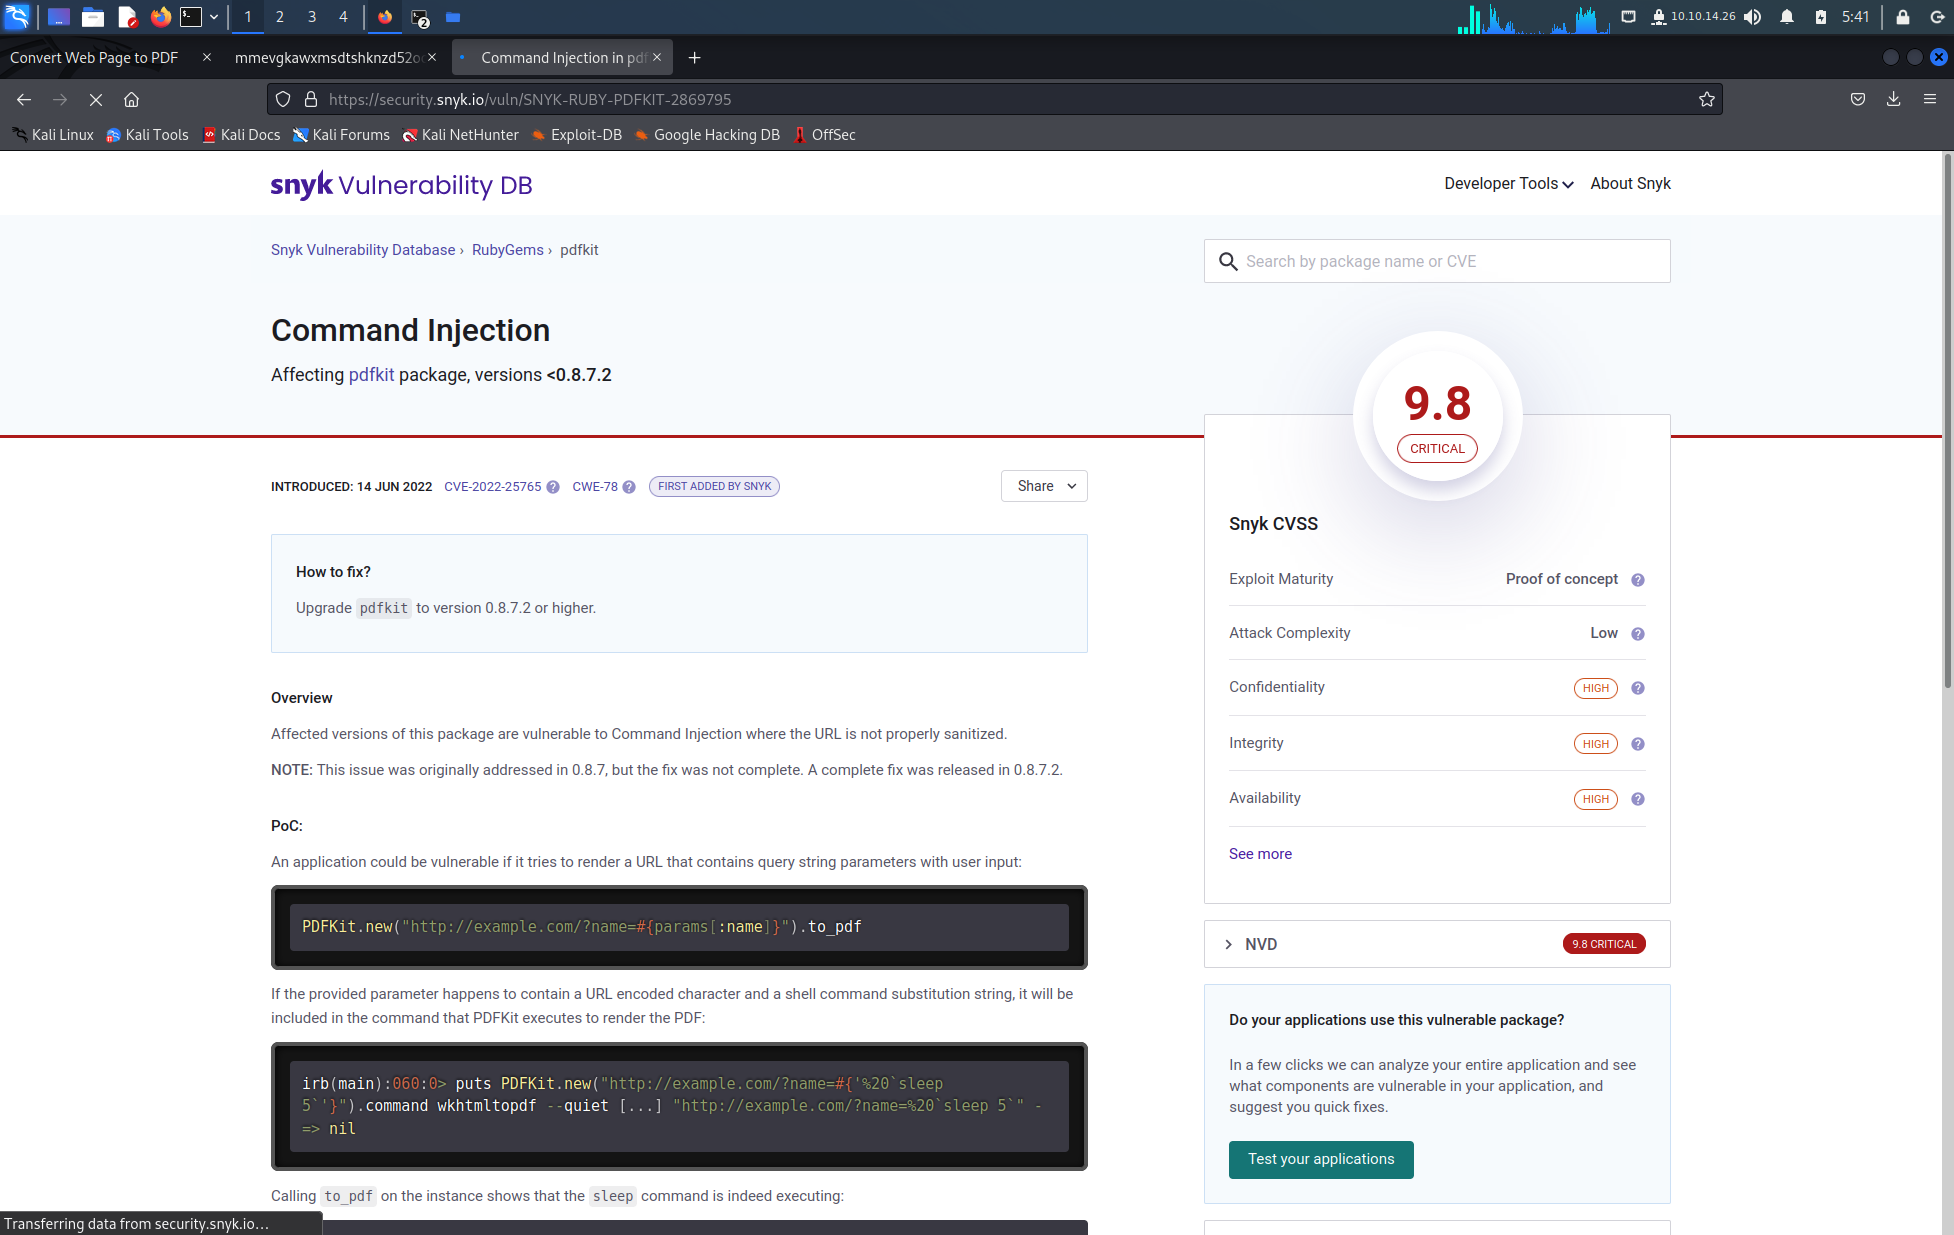 1
2
3
4
2
10.10.14.26
5:41
Convert Web Page to PDF
mmevgkawxmsdtshknzd52o
Command Injection in pdf
https://security.snyk.io/vuln/SNYK-RUBY-PDFKIT-2869795
Kali Linux
Kali Tools
Kali Docs
Kali Forums
Kali NetHunter
Exploit-DB
Google Hacking DB
OffSec
snyk Vulnerability DB
Developer Tools
About Snyk
Snyk Vulnerability Database › RubyGems › pdfkit
Search by package name or CVE
Command Injection
Affecting pdfkit package, versions <0.8.7.2
9.8
CRITICAL
INTRODUCED: 14 JUN 2022 CVE-2022-25765 ? CWE-78 ? FIRST ADDED BY SNYK
Share
How to fix?
Upgrade pdfkit to version 0.8.7.2 or higher.
Overview
Affected versions of this package are vulnerable to Command Injection where the URL is not properly sanitized.
NOTE: This issue was originally addressed in 0.8.7, but the fix was not complete. A complete fix was released in 0.8.7.2.
PoC:
An application could be vulnerable if it tries to render a URL that contains query string parameters with user input:
PDFKit.new("http://example.com/?name=#{params[:name]}").to_pdf
If the provided parameter happens to contain a URL encoded character and a shell command substitution string, it will be
included in the command that PDFKit executes to render the PDF:
irb(main):060:0> puts PDFKit.new("http://example.com/?name=#{'%20`sleep
5`'}").command wkhtmltopdf --quiet [...] "http://example.com/?name=%20`sleep 5`" -
=> nil
Calling to_pdf on the instance shows that the sleep command is indeed executing:
Snyk CVSS
Exploit Maturity Proof of concept ?
Attack Complexity Low ?
Confidentiality HIGH ?
Integrity HIGH ?
Availability HIGH ?
See more
NVD 9.8 CRITICAL
Do your applications use this vulnerable package?
In a few clicks we can analyze your entire application and see
what components are vulnerable in your application, and
suggest you quick fixes.
Test your applications
Transferring data from security.snyk.io…